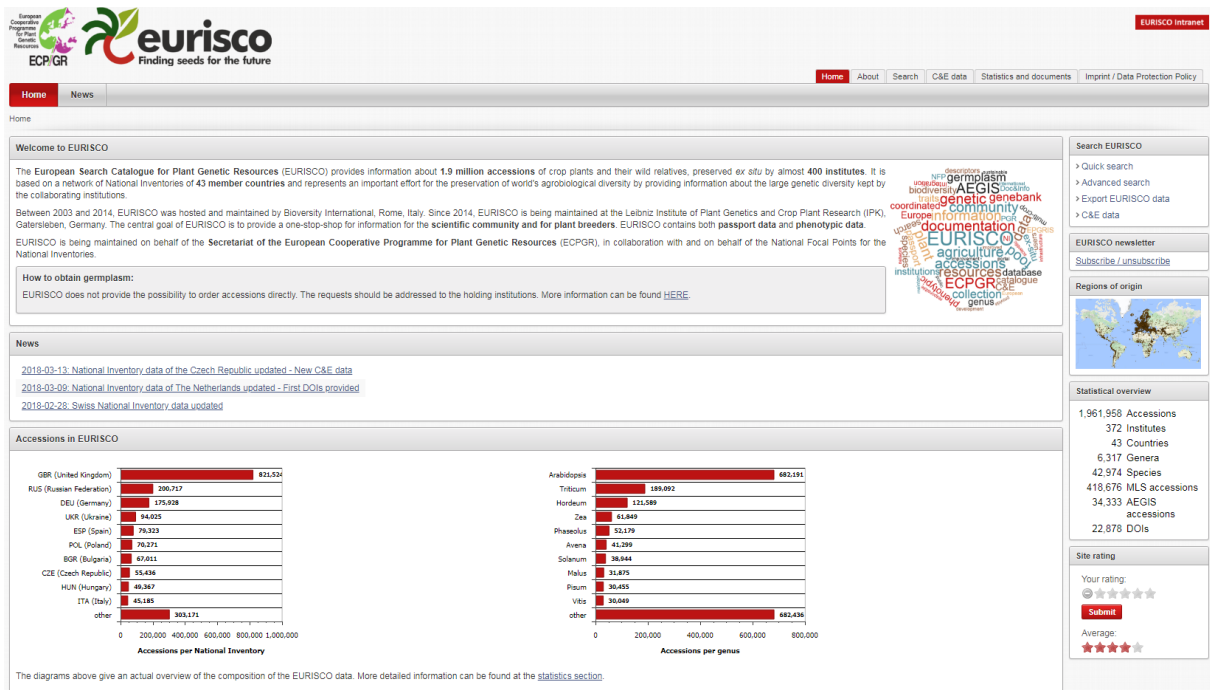 European
Cooperative
Programme
for Plant
Genetic
Resources
ECP/GR
eurisco
Finding seeds for the future
EURISCO Intranet
Home About Search C&E data Statistics and documents Imprint / Data Protection Policy
Home News
Home
Welcome to EURISCO
The European Search Catalogue for Plant Genetic Resources (EURISCO) provides information about 1.9 million accessions of crop plants and their wild relatives, preserved ex situ by almost 400 institutes. It is
based on a network of National Inventories of 43 member countries and represents an important effort for the preservation of world's agrobiological diversity by providing information about the large genetic diversity kept by
the collaborating institutions.
Between 2003 and 2014, EURISCO was hosted and maintained by Bioversity International, Rome, Italy. Since 2014, EURISCO is being maintained at the Leibniz Institute of Plant Genetics and Crop Plant Research (IPK),
Gatersleben, Germany. The central goal of EURISCO is to provide a one-stop-shop for information for the scientific community and for plant breeders. EURISCO contains both passport data and phenotypic data.
EURISCO is being maintained on behalf of the Secretariat of the European Cooperative Programme for Plant Genetic Resources (ECPGR), in collaboration with and on behalf of the National Focal Points for the
National Inventories.
How to obtain germplasm:
EURISCO does not provide the possibility to order accessions directly. The requests should be addressed to the holding institutions. More information can be found HERE.
descriptors sustainable
NFP germplasm
integration
biodiversity AEGIS Doc&Info
traits genetic genebank
coordinated community
Europe information PGR
documentation EPGRIS
data
EURISCO NI
plant agriculture pool
passport
species
ex-situ
accessions
institutions resources database
ECPGR catalogue
C&E
phenotypic collection
genus
development
News
2018-03-13: National Inventory data of the Czech Republic updated - New C&E data
2018-03-09: National Inventory data of The Netherlands updated - First DOIs provided
2018-02-28: Swiss National Inventory data updated
Accessions in EURISCO
GBR (United Kingdom) 821,524
RUS (Russian Federation) 200,717
DEU (Germany) 175,928
UKR (Ukraine) 94,025
ESP (Spain) 79,323
POL (Poland) 70,271
BGR (Bulgaria) 67,011
CZE (Czech Republic) 55,436
HUN (Hungary) 49,367
ITA (Italy) 45,185
other 303,171
0 200,000 400,000 600,000 800,000 1,000,000
Accessions per National Inventory
Arabidopsis 682,191
Triticum 189,092
Hordeum 121,589
Zea 61,849
Phaseolus 52,179
Avena 41,299
Solanum 38,944
Malus 31,875
Pisum 30,455
Vitis 30,049
other 682,436
0 200,000 400,000 600,000 800,000
Accessions per genus
The diagrams above give an actual overview of the composition of the EURISCO data. More detailed information can be found at the statistics section.
Search EURISCO
› Quick search
› Advanced search
› Export EURISCO data
› C&E data
EURISCO newsletter
Subscribe / unsubscribe
Regions of origin
Statistical overview
1,961,958 Accessions
372 Institutes
43 Countries
6,317 Genera
42,974 Species
418,676 MLS accessions
34,333 AEGIS
accessions
22,878 DOIs
Site rating
Your rating:
Submit
Average: